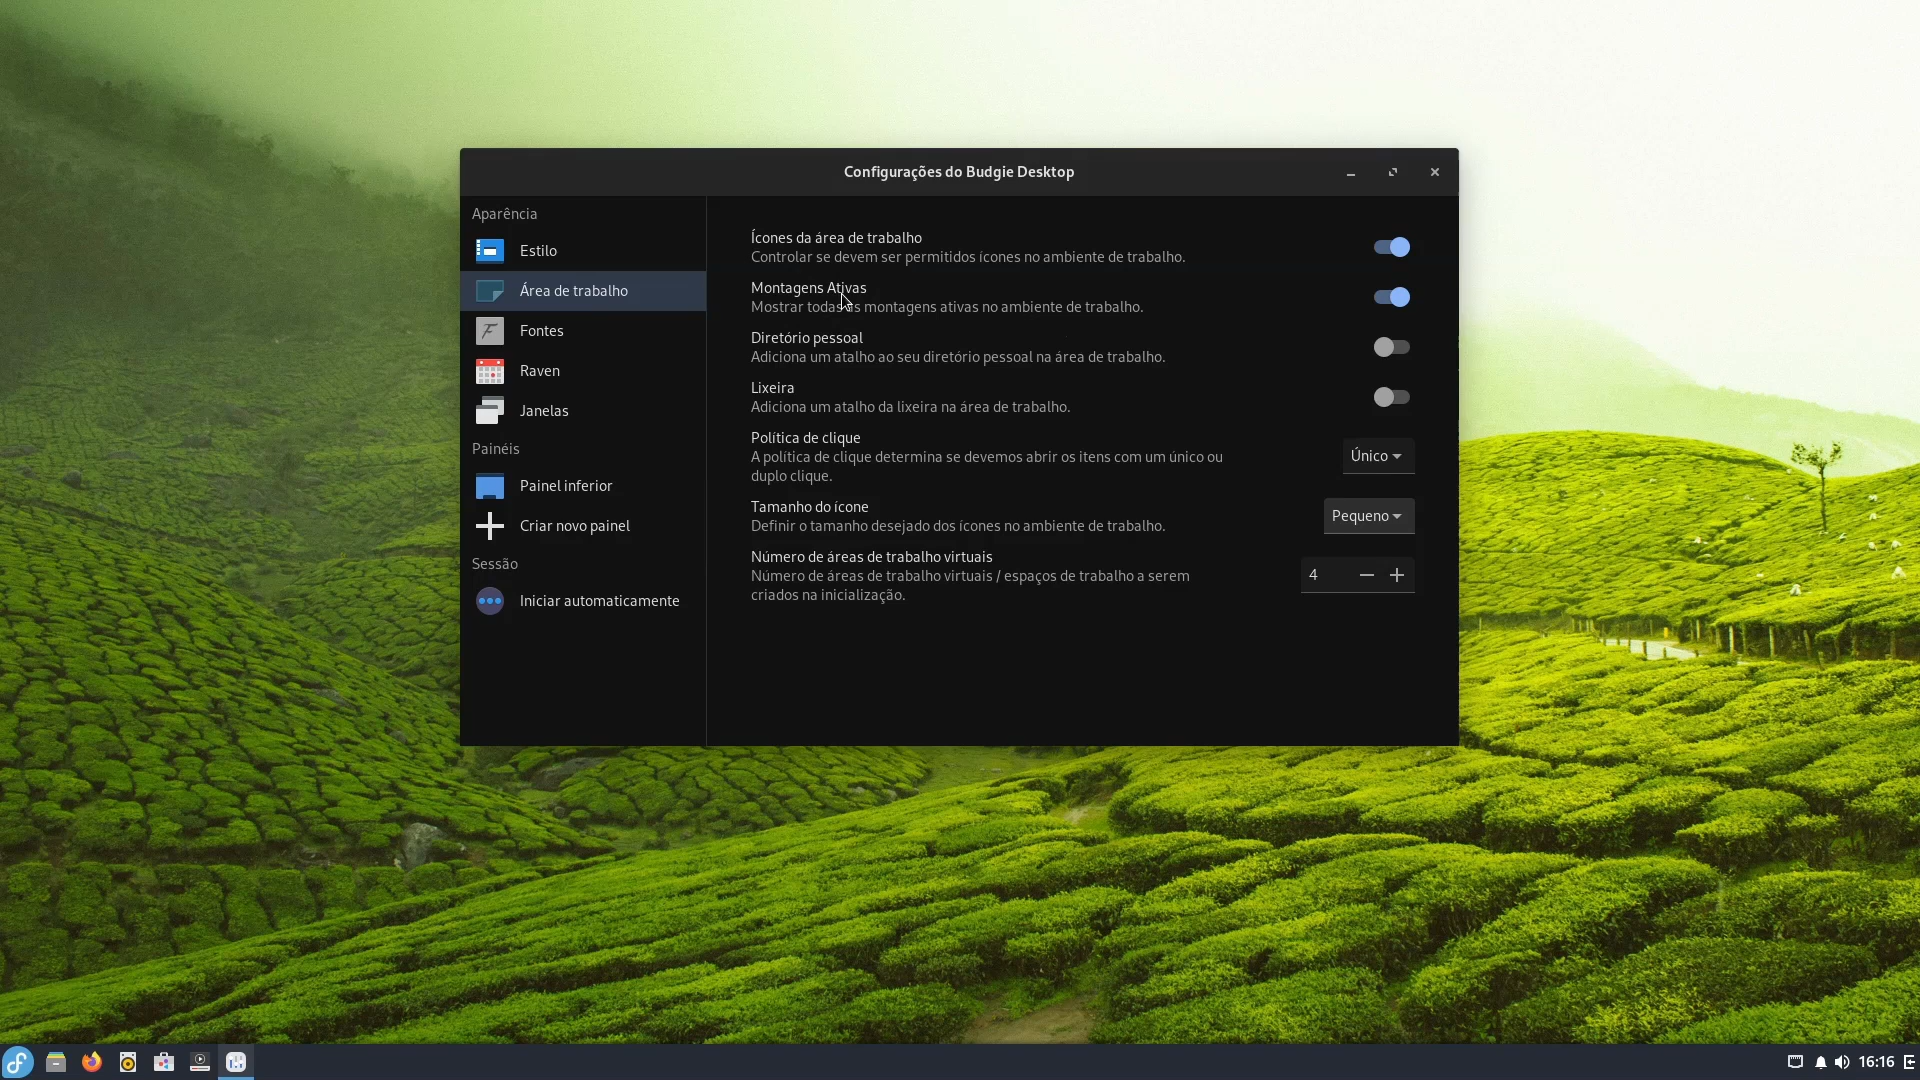 Configurações do Budgie Desktop
Aparência
Estilo
Área de trabalho
Fontes
Raven
Janelas
Painéis
Painel inferior
Criar novo painel
Sessão
Iniciar automaticamente
Ícones da área de trabalho
Controlar se devem ser permitidos ícones no ambiente de trabalho.
Montagens Ativas
Mostrar todas as montagens ativas no ambiente de trabalho.
Diretório pessoal
Adiciona um atalho ao seu diretório pessoal na área de trabalho.
Lixeira
Adiciona um atalho da lixeira na área de trabalho.
Política de clique
A política de clique determina se devemos abrir os itens com um único ou
duplo clique.
Único
Tamanho do ícone
Definir o tamanho desejado dos ícones no ambiente de trabalho.
Pequeno
Número de áreas de trabalho virtuais
Número de áreas de trabalho virtuais / espaços de trabalho a serem
criados na inicialização.
4
16:16